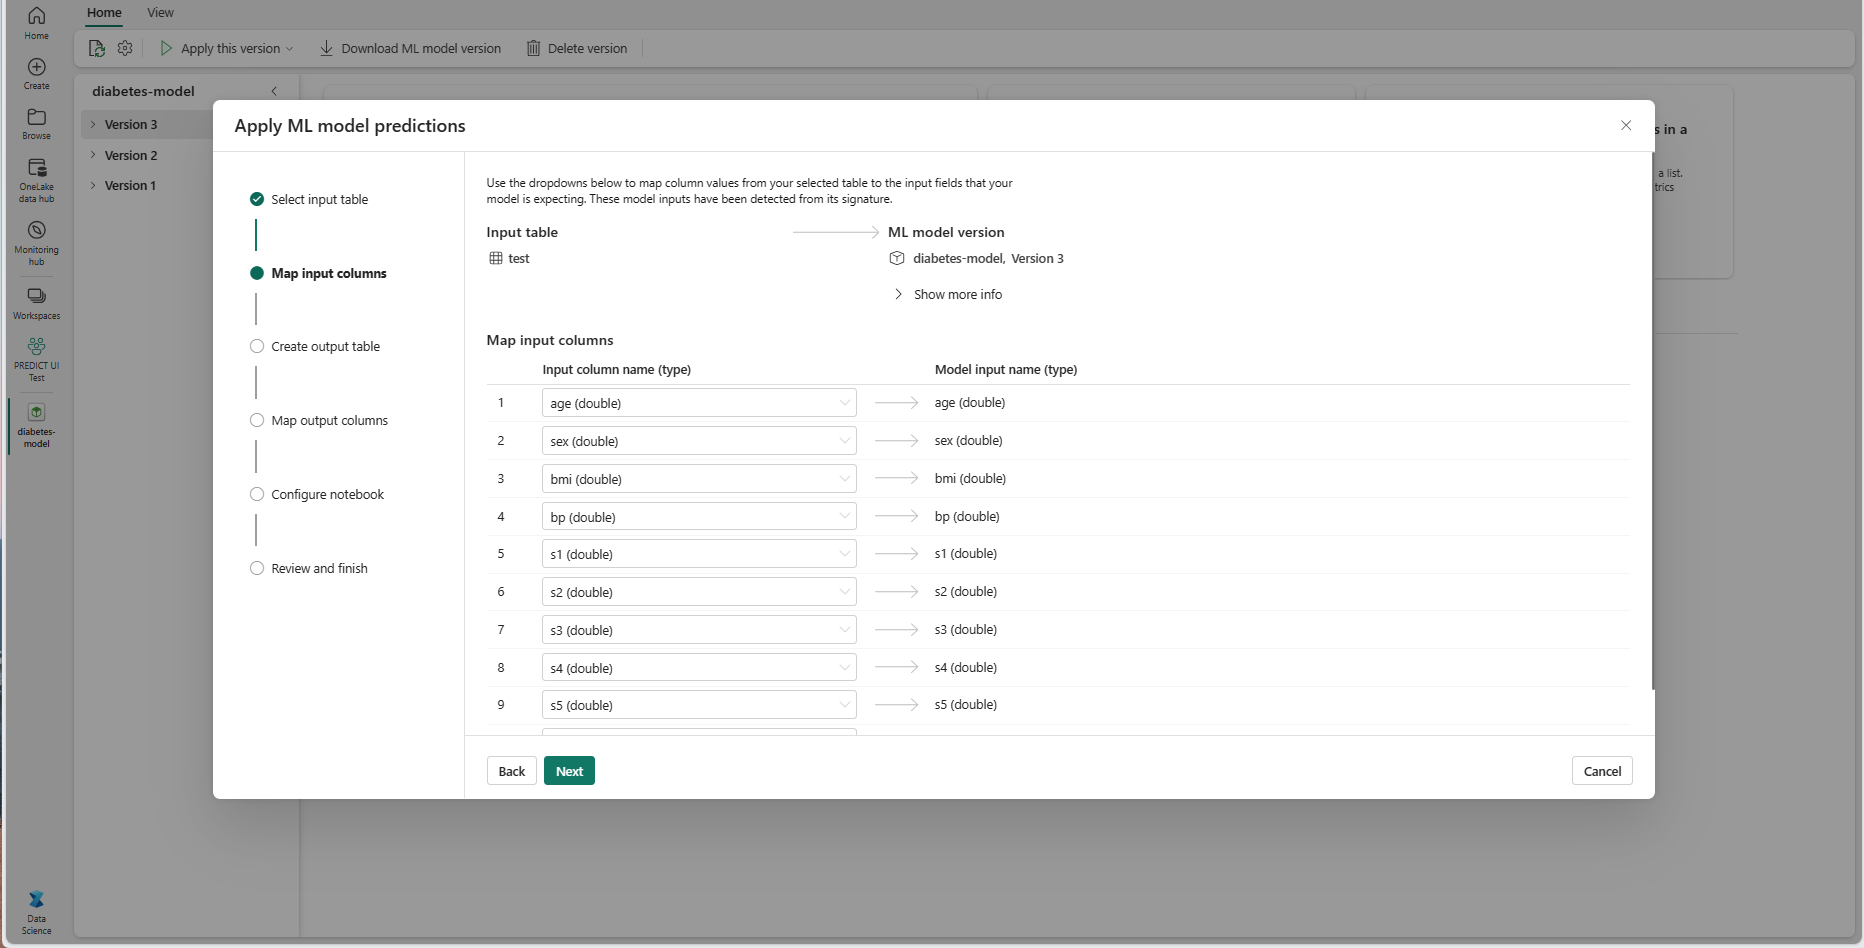 Home
View
Home
Create
Browse
OneLake
data hub
Monitoring
hub
Workspaces
PREDICT UI
Test
diabetes-
model
Data
Science
Apply this version
Download ML model version
Delete version
diabetes-model
Version 3
Version 2
Version 1
s in a
a list.
trics
Apply ML model predictions
Select input table
Map input columns
Create output table
Map output columns
Configure notebook
Review and finish
Use the dropdowns below to map column values from your selected table to the input fields that your
model is expecting. These model inputs have been detected from its signature.
Input table
ML model version
test
diabetes-model, Version 3
Show more info
Map input columns
Input column name (type)
Model input name (type)
1 age (double) age (double)
2 sex (double) sex (double)
3 bmi (double) bmi (double)
4 bp (double) bp (double)
5 s1 (double) s1 (double)
6 s2 (double) s2 (double)
7 s3 (double) s3 (double)
8 s4 (double) s4 (double)
9 s5 (double) s5 (double)
Back
Next
Cancel